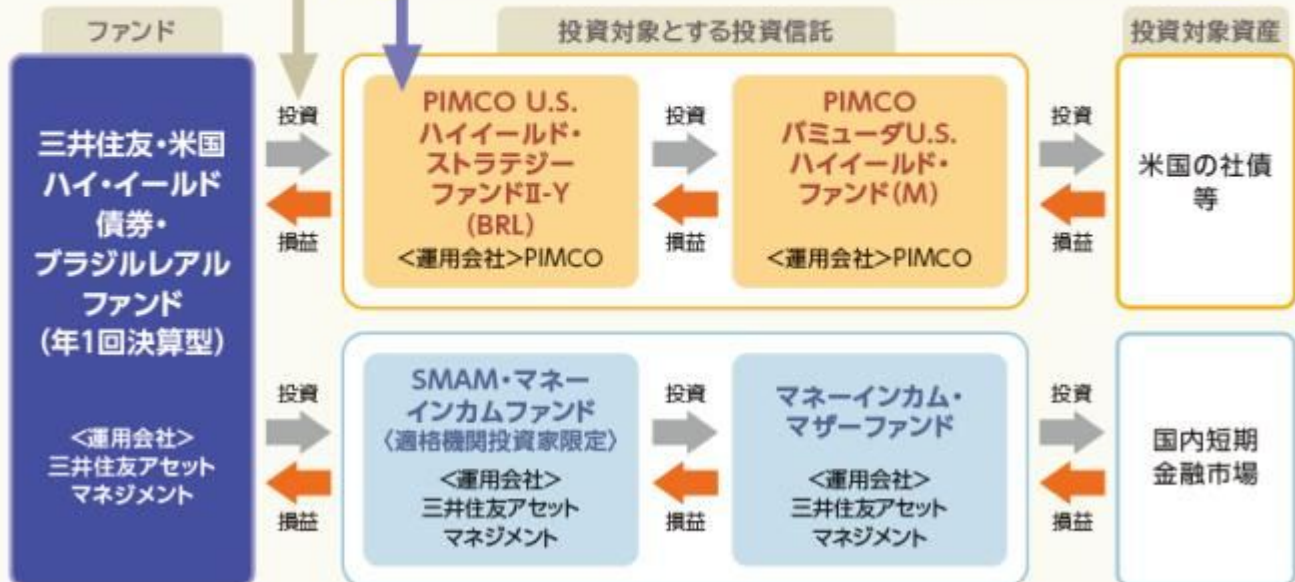 ファンド
投資対象とする投資信託
投資対象資産
三井住友・米国
ハイ・イールド
債券・
ブラジルレアル
ファンド
(年1回決算型)
<運用会社>
三井住友アセット
マネジメント
投資
損益
PIMCO U.S.
ハイイールド・
ストラテジー
ファンドⅡ-Y
(BRL)
<運用会社>PIMCO
投資
損益
PIMCO
バミューダU.S.
ハイイールド・
ファンド(M)
<運用会社>PIMCO
投資
損益
米国の社債
等
投資
損益
SMAM・マネー
インカムファンド
〈適格機関投資家限定〉
<運用会社>
三井住友アセット
マネジメント
投資
損益
マネーインカム・
マザーファンド
<運用会社>
三井住友アセット
マネジメント
投資
損益
国内短期
金融市場